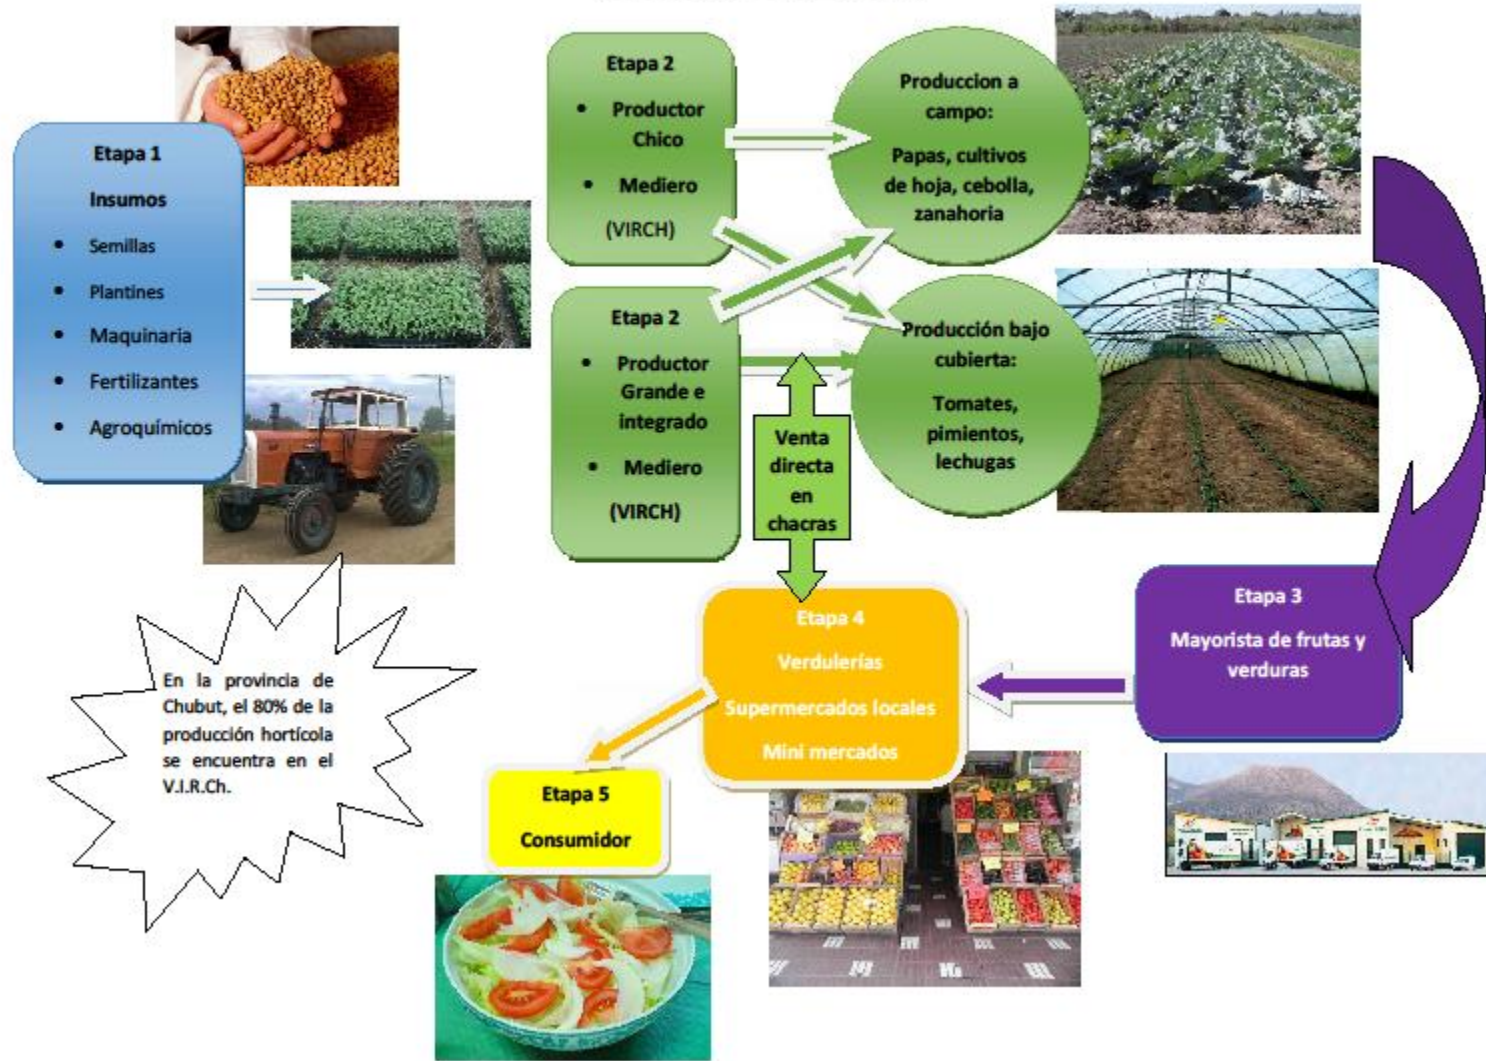 Etapa 1
Insumos
• Semillas
• Plantines
• Maquinaria
• Fertilizantes
• Agroquímicos
Etapa 2
• Productor
Chico
• Mediero
(VIRCH)
Etapa 2
• Productor
Grande e
integrado
• Mediero
(VIRCH)
Produccion a
campo:
Papas, cultivos
de hoja, cebolla,
zanahoria
Producción bajo
cubierta:
Tomates,
pimientos,
lechugas
Venta
directa
en
chacras
Etapa 3
Mayorista de frutas y
verduras
Etapa 4
Verdulerías
Supermercados locales
Mini mercados
Etapa 5
Consumidor
En la provincia de
Chubut, el 80% de la
producción hortícola
se encuentra en el
V.I.R.Ch.